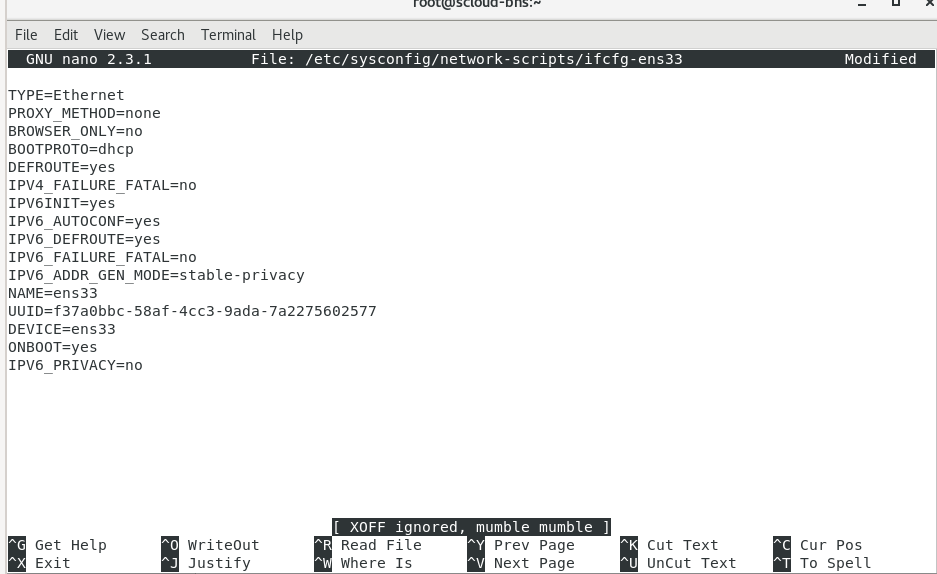 root@scloud-bns:~
File Edit View Search Terminal Help
GNU nano 2.3.1 File: /etc/sysconfig/network-scripts/ifcfg-ens33 Modified
TYPE=Ethernet
PROXY_METHOD=none
BROWSER_ONLY=no
BOOTPROTO=dhcp
DEFROUTE=yes
IPV4_FAILURE_FATAL=no
IPV6INIT=yes
IPV6_AUTOCONF=yes
IPV6_DEFROUTE=yes
IPV6_FAILURE_FATAL=no
IPV6_ADDR_GEN_MODE=stable-privacy
NAME=ens33
UUID=f37a0bbc-58af-4cc3-9ada-7a2275602577
DEVICE=ens33
ONBOOT=yes
IPV6_PRIVACY=no
[ XOFF ignored, mumble mumble ]
^G Get Help ^O WriteOut ^R Read File ^Y Prev Page ^K Cut Text ^C Cur Pos
^X Exit ^J Justify ^W Where Is ^V Next Page ^U UnCut Text ^T To Spell